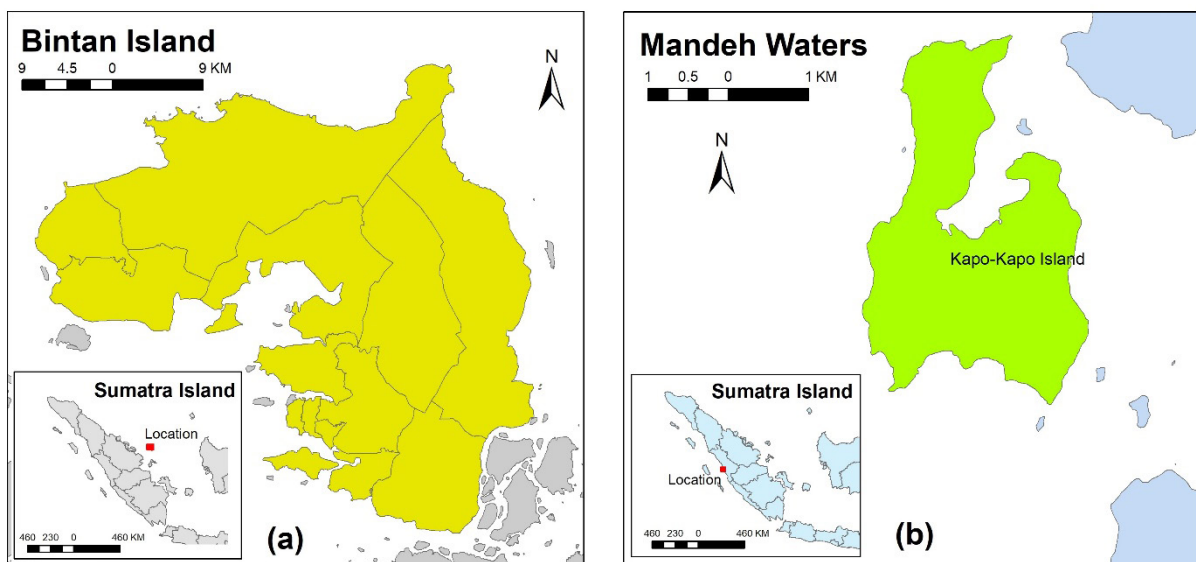 Bintan Island
9 4.5 0 9 KM
N
Sumatra Island
Location
460 230 0 460 KM
(a)
Mandeh Waters
1 0.5 0 1 KM
N
Kapo-Kapo Island
Sumatra Island
Location
460 230 0 460 KM
(b)